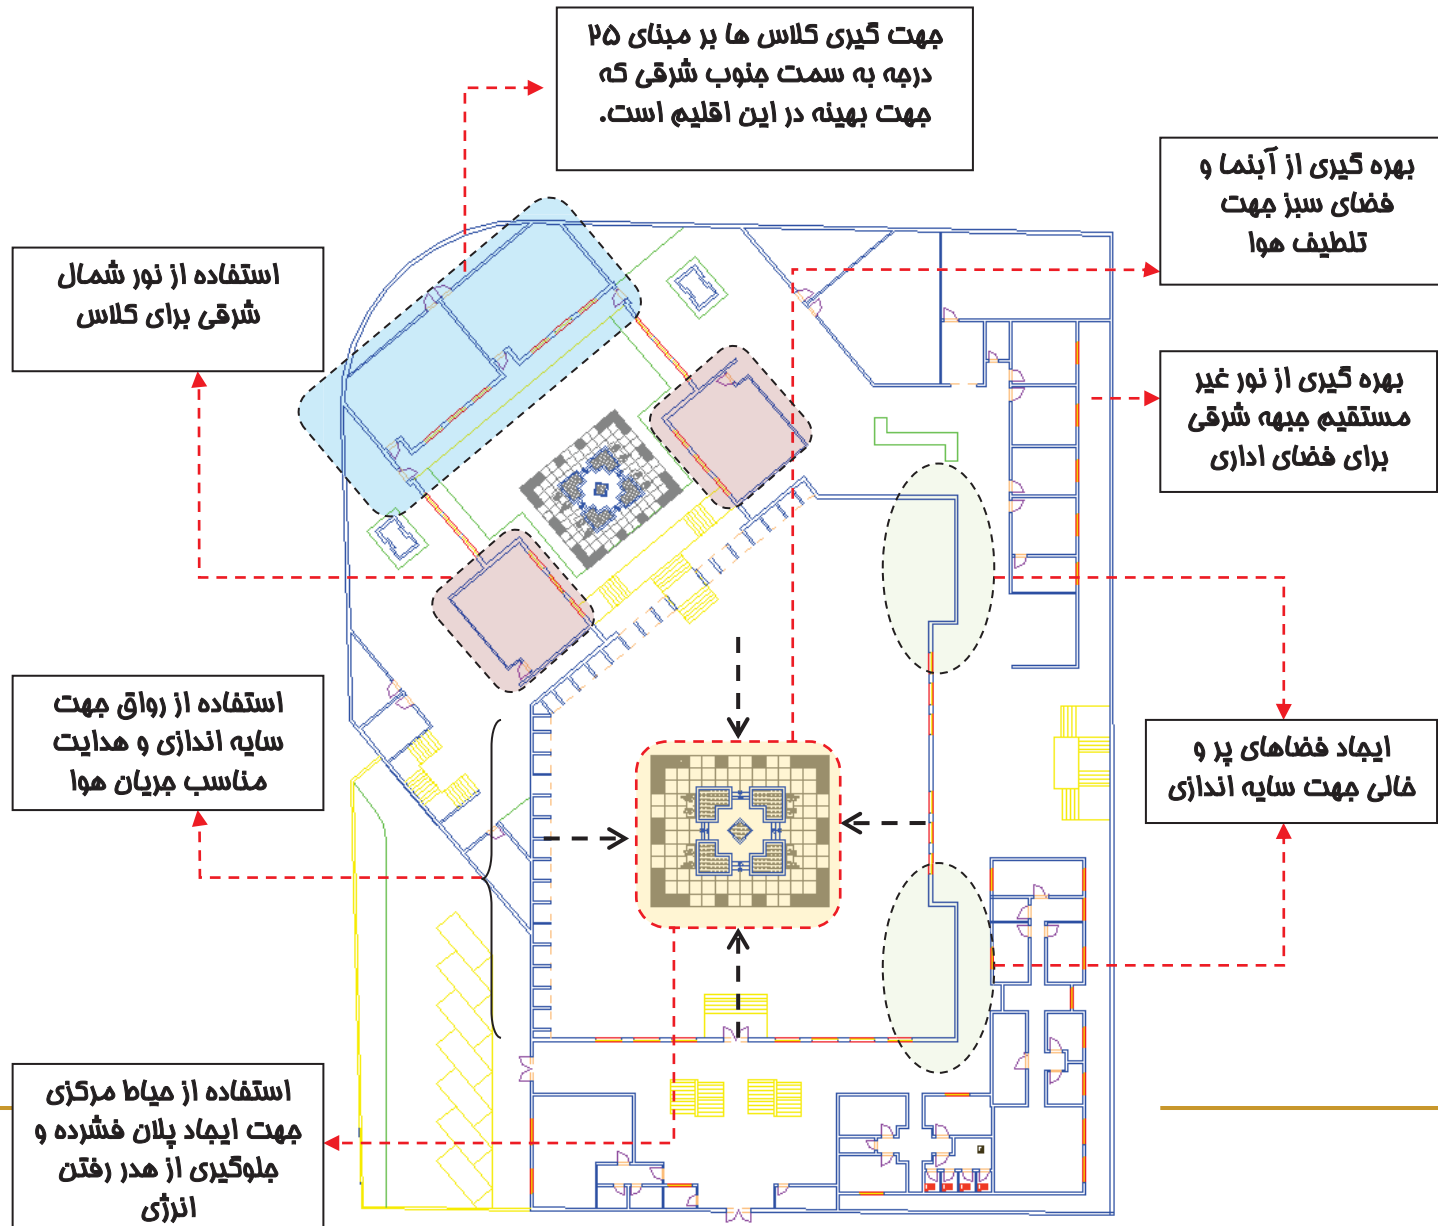 جهت گیری کلاس ها بر مبنای ۲۵
درجه به سمت جنوب شرقی که
جهت بهینه در این اقلیم است.
بهره گیری از آبنما و
فضای سبز جهت
تلطیف هوا
استفاده از نور شمال
شرقی برای کلاس
بهره گیری از نور غیر
مستقیم جبهه شرقی
برای فضای اداری
استفاده از رواق جهت
سایه اندازی و هدایت
مناسب جریان هوا
ایجاد فضاهای پر و
خالی جهت سایه اندازی
استفاده از حیاط مرکزی
جهت ایجاد پلان فشرده و
جلوگیری از هدر رفتن
انرژی